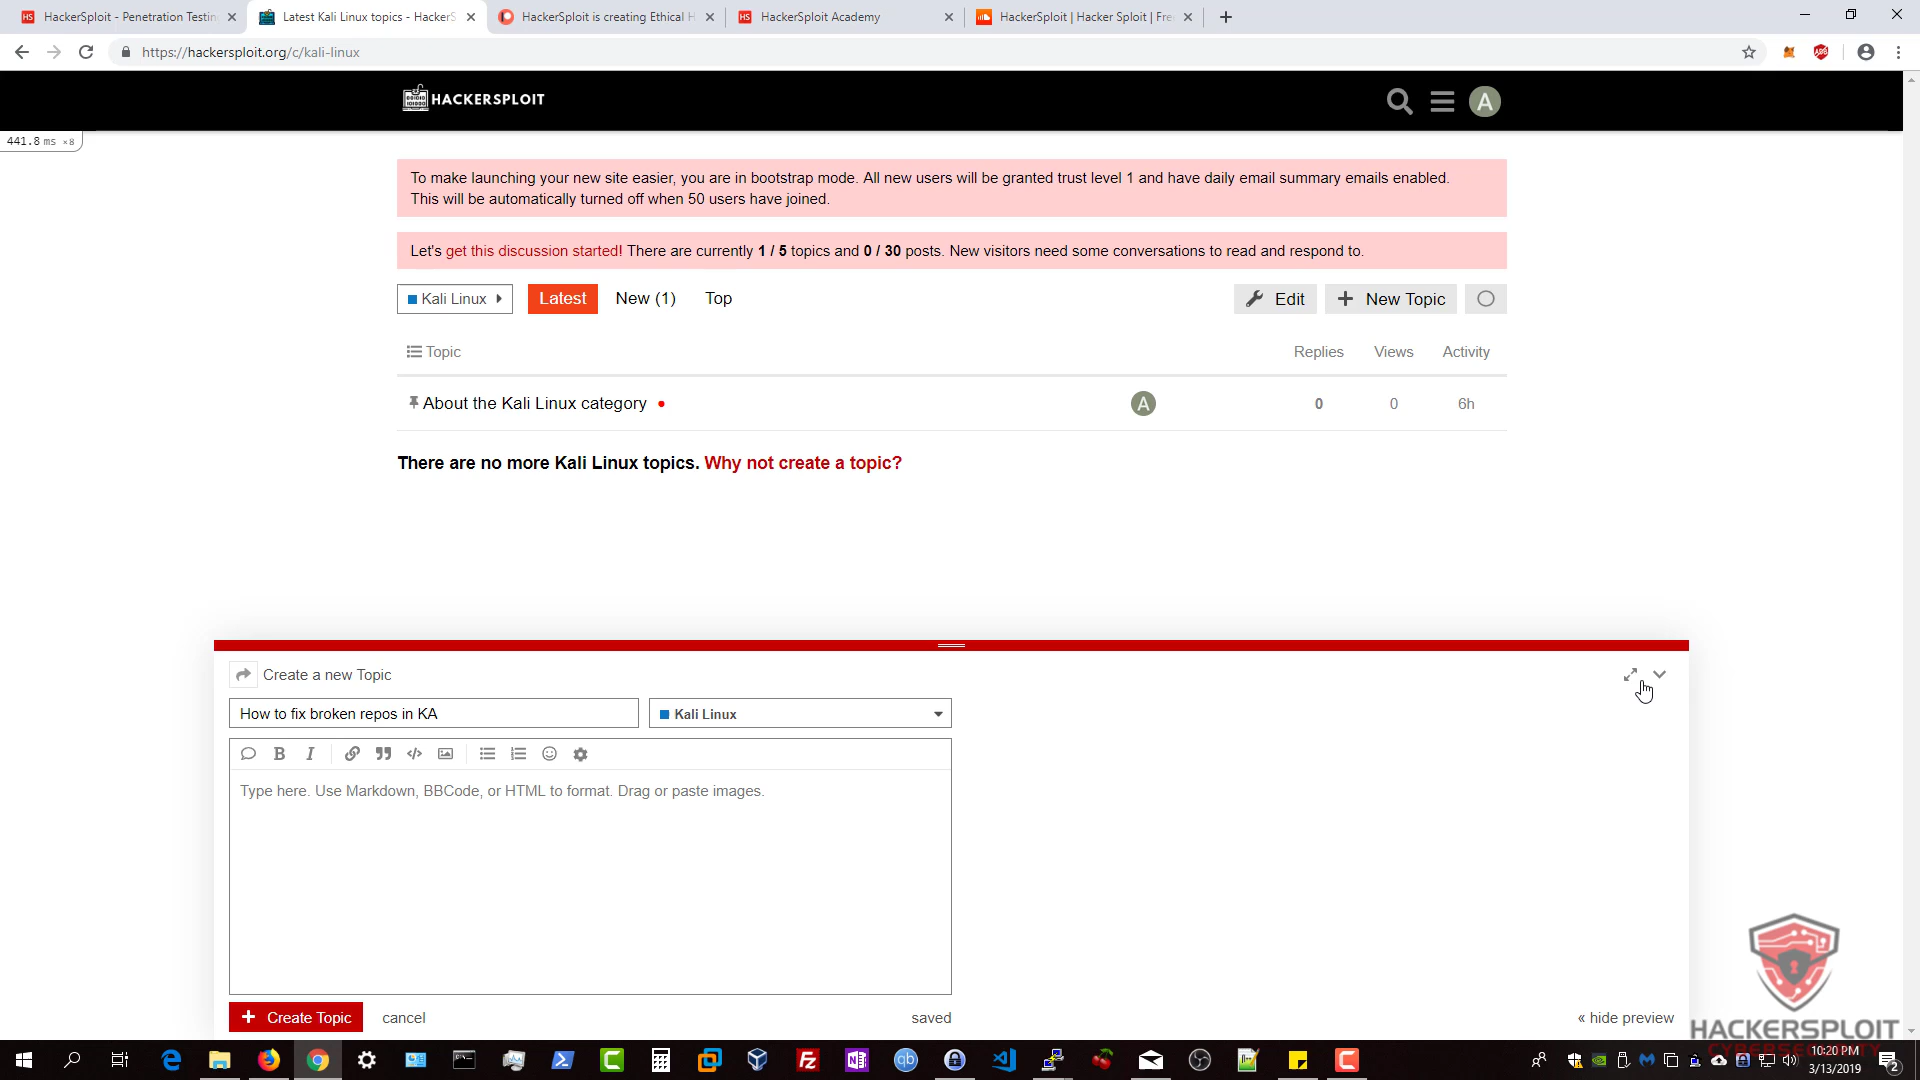 HackerSploit - Penetration Testin
Latest Kali Linux topics - HackerS
HackerSploit is creating Ethical H
HackerSploit Academy
HackerSploit | Hacker Sploit | Fre
https://hackersploit.org/c/kali-linux
HACKERSPLOIT
A
441.8 ms ×8
To make launching your new site easier, you are in bootstrap mode. All new users will be granted trust level 1 and have daily email summary emails enabled.
This will be automatically turned off when 50 users have joined.
Let's get this discussion started! There are currently 1 / 5 topics and 0 / 30 posts. New visitors need some conversations to read and respond to.
Kali Linux Latest New (1) Top Edit New Topic
Topic Replies Views Activity
About the Kali Linux category A 0 0 6h
There are no more Kali Linux topics. Why not create a topic?
Create a new Topic
How to fix broken repos in KA Kali Linux
B I
Type here. Use Markdown, BBCode, or HTML to format. Drag or paste images.
Create Topic cancel saved « hide preview
HACKERSPLOIT
10:20 PM
3/13/2019
2